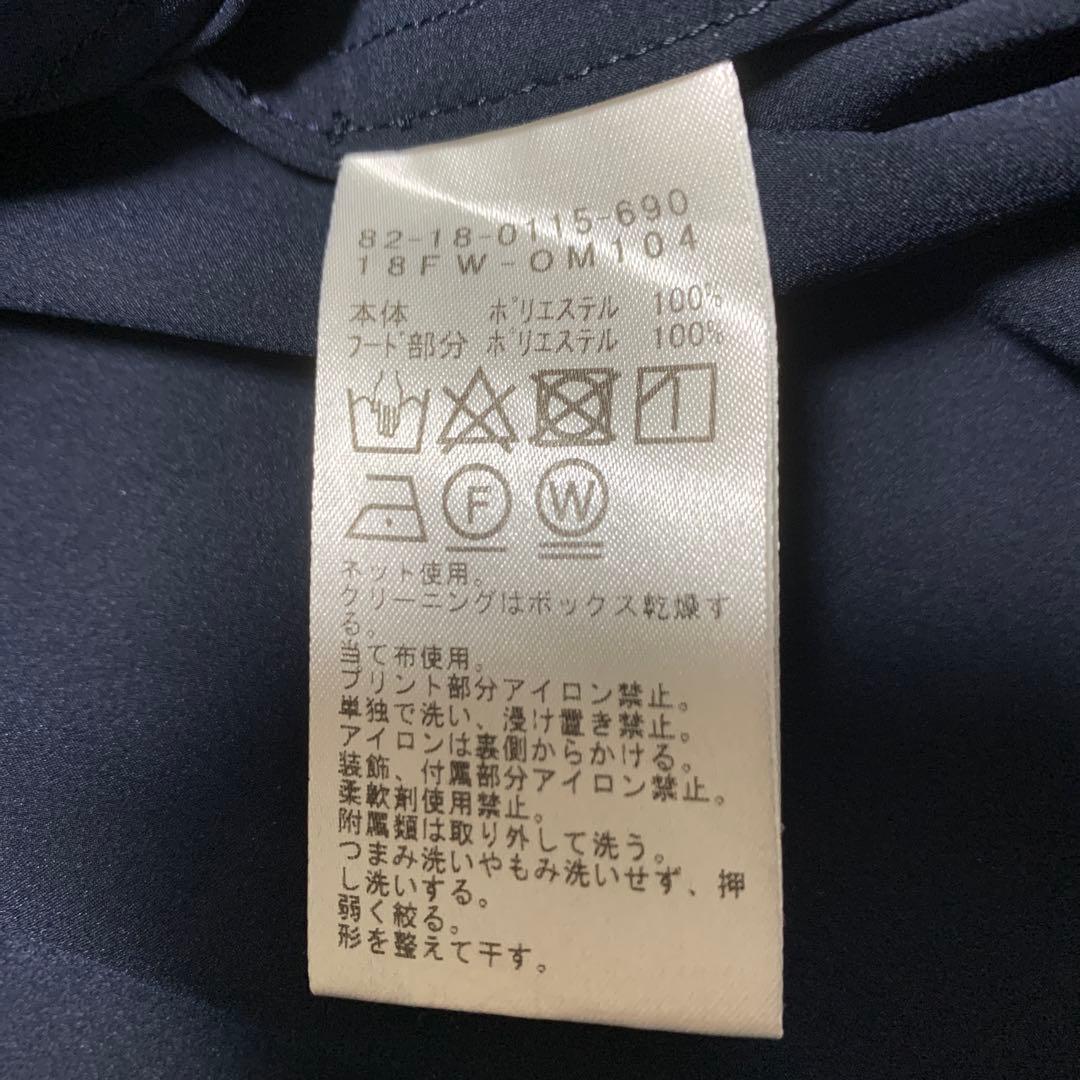 82-18-0115-690
18FW-OM104
本体 ポリエステル 100%
フード部分 ポリエステル 100%
F W
ネット使用。
クリーニングはボックス乾燥す
る。
当て布使用。
プリント部分アイロン禁止。
単独で洗い、浸け置き禁止。
アイロンは裏側からかける。
装飾、付属部分アイロン禁止。
柔軟剤使用禁止。
附属類は取り外して洗う。
つまみ洗いやもみ洗いせず、押
し洗いする。
弱く絞る。
形を整えて干す。